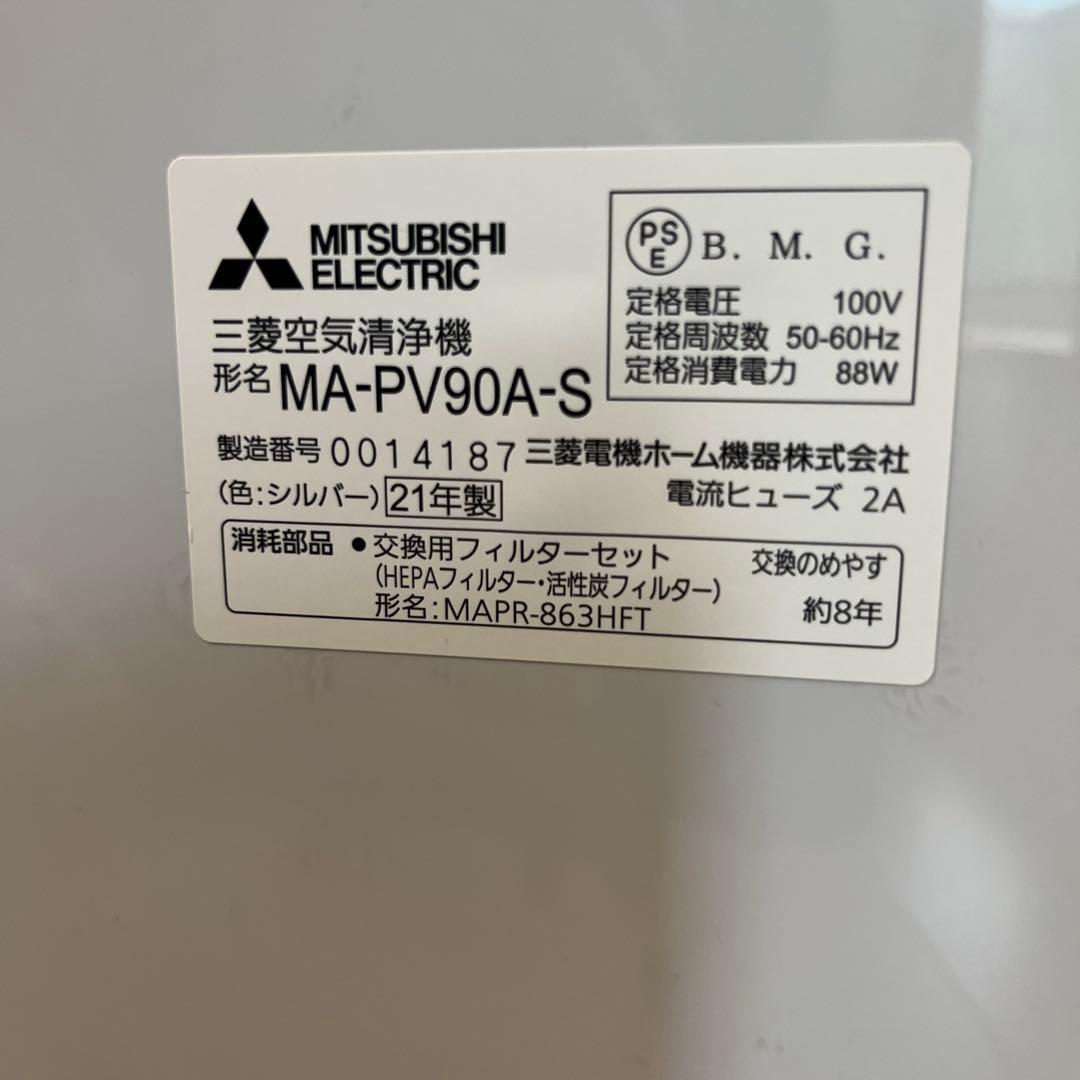 MITSUBISHI
ELECTRIC
三菱空気清浄機
形名 MA-PV90A-S
PSE B. M. G.
定格電圧 100V
定格周波数 50-60Hz
定格消費電力 88W
製造番号 0014187 三菱電機ホーム機器株式会社
(色:シルバー) 21年製 電流ヒューズ 2A
消耗部品 ●交換用フィルターセット 交換のめやす
(HEPAフィルター・活性炭フィルター)
形名:MAPR-863HFT 約8年